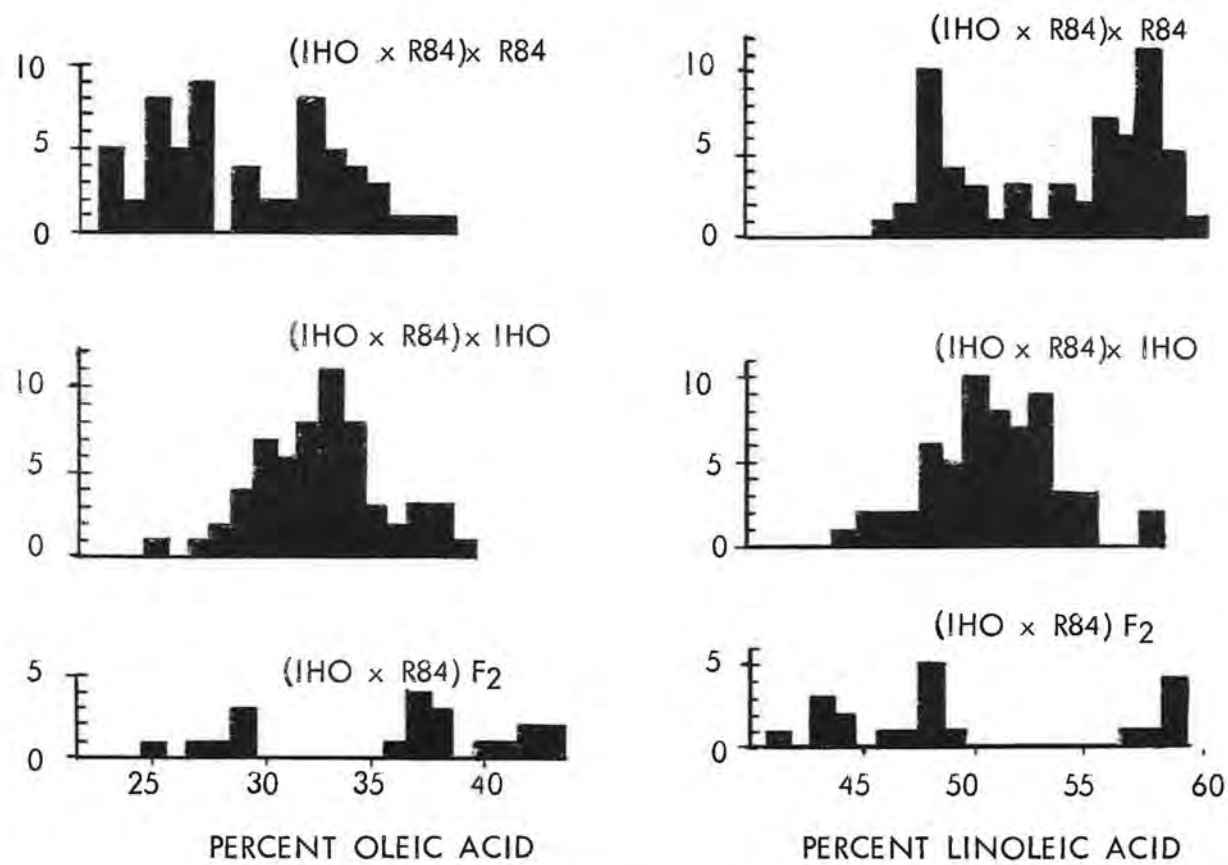 (IHO x R84)x R84
10
5
0
(IHO x R84)x R84
10
5
0
(IHO x R84)x IHO
10
5
0
(IHO x R84)x IHO
10
5
0
(IHO x R84) F2
5
0
25 30 35 40
(IHO x R84) F2
5
0
45 50 55 60
PERCENT OLEIC ACID
PERCENT LINOLEIC ACID